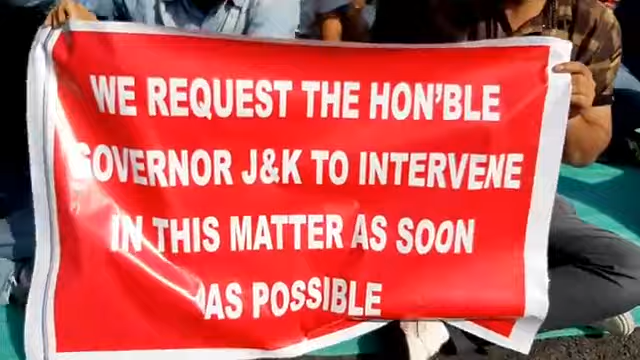 WE REQUEST THE HON'BLE
GOVERNOR J&K TO INTERVENE
IN THIS MATTER AS SOON
AS POSSIBLE